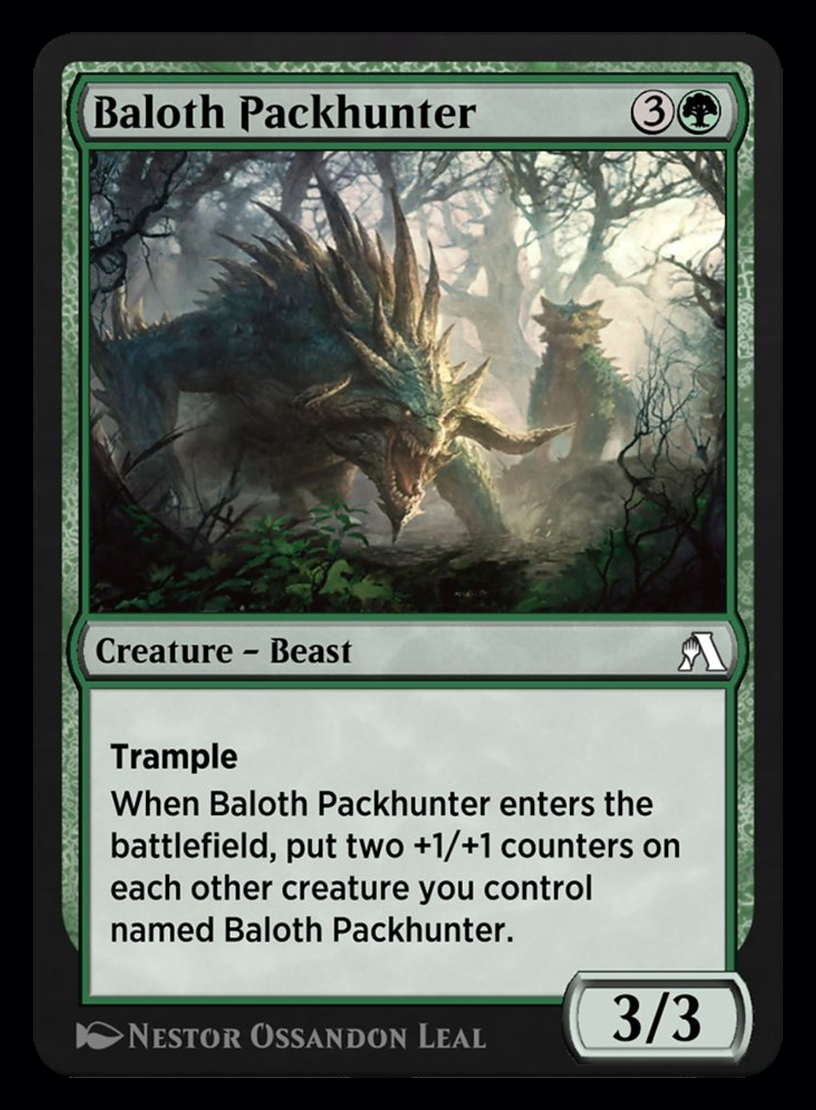 Baloth Packhunter 3
Creature – Beast
Trample
When Baloth Packhunter enters the
battlefield, put two +1/+1 counters on
each other creature you control
named Baloth Packhunter.
3/3
Nestor Ossandon Leal